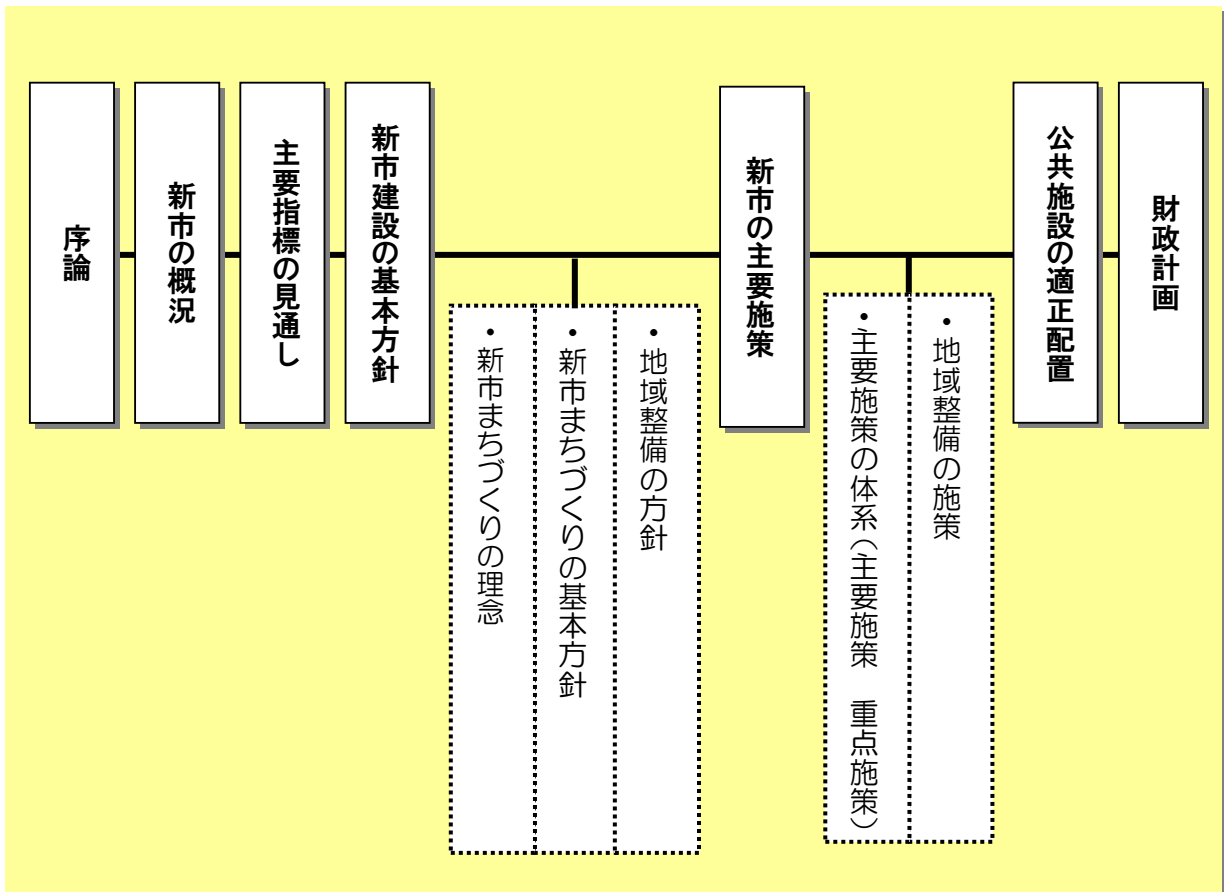 序論
新市の概況
主要指標の見通し
新市建設の基本方針
・新市まちづくりの理念
・新市まちづくりの基本方針
・地域整備の方針
新市の主要施策
・主要施策の体系（主要施策　重点施策）
・地域整備の施策
公共施設の適正配置
財政計画